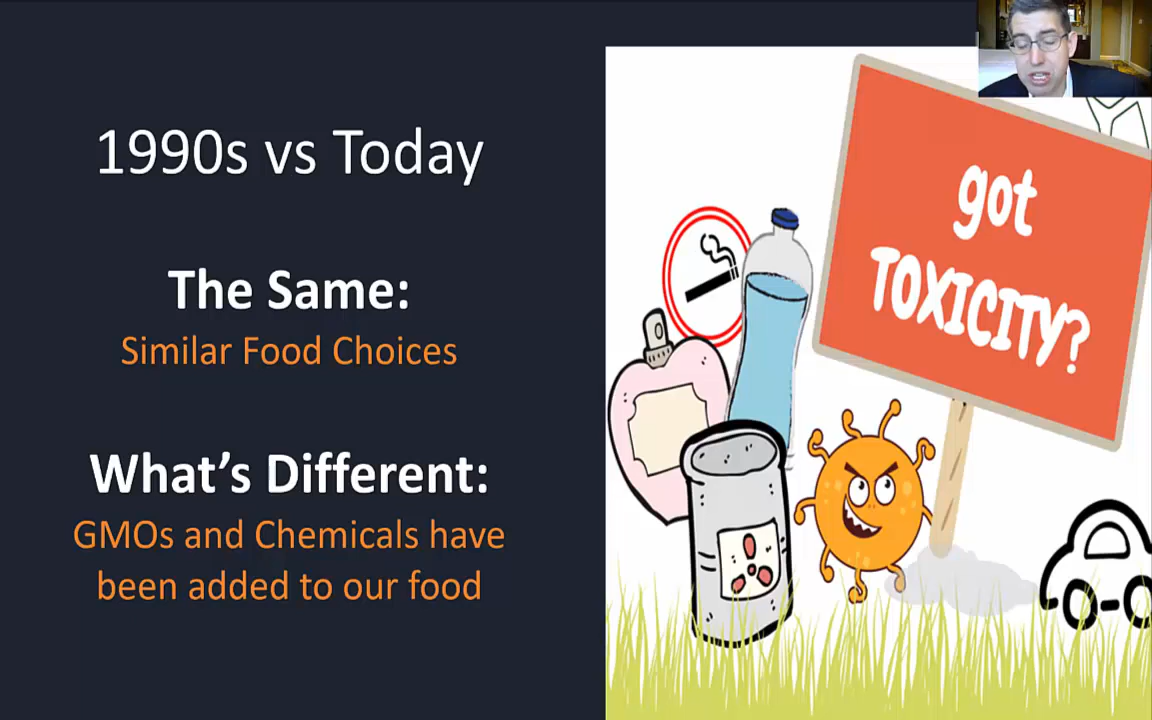 1990s vs Today
The Same:
Similar Food Choices
What's Different:
GMOs and Chemicals have
been added to our food
got
TOXICITY?